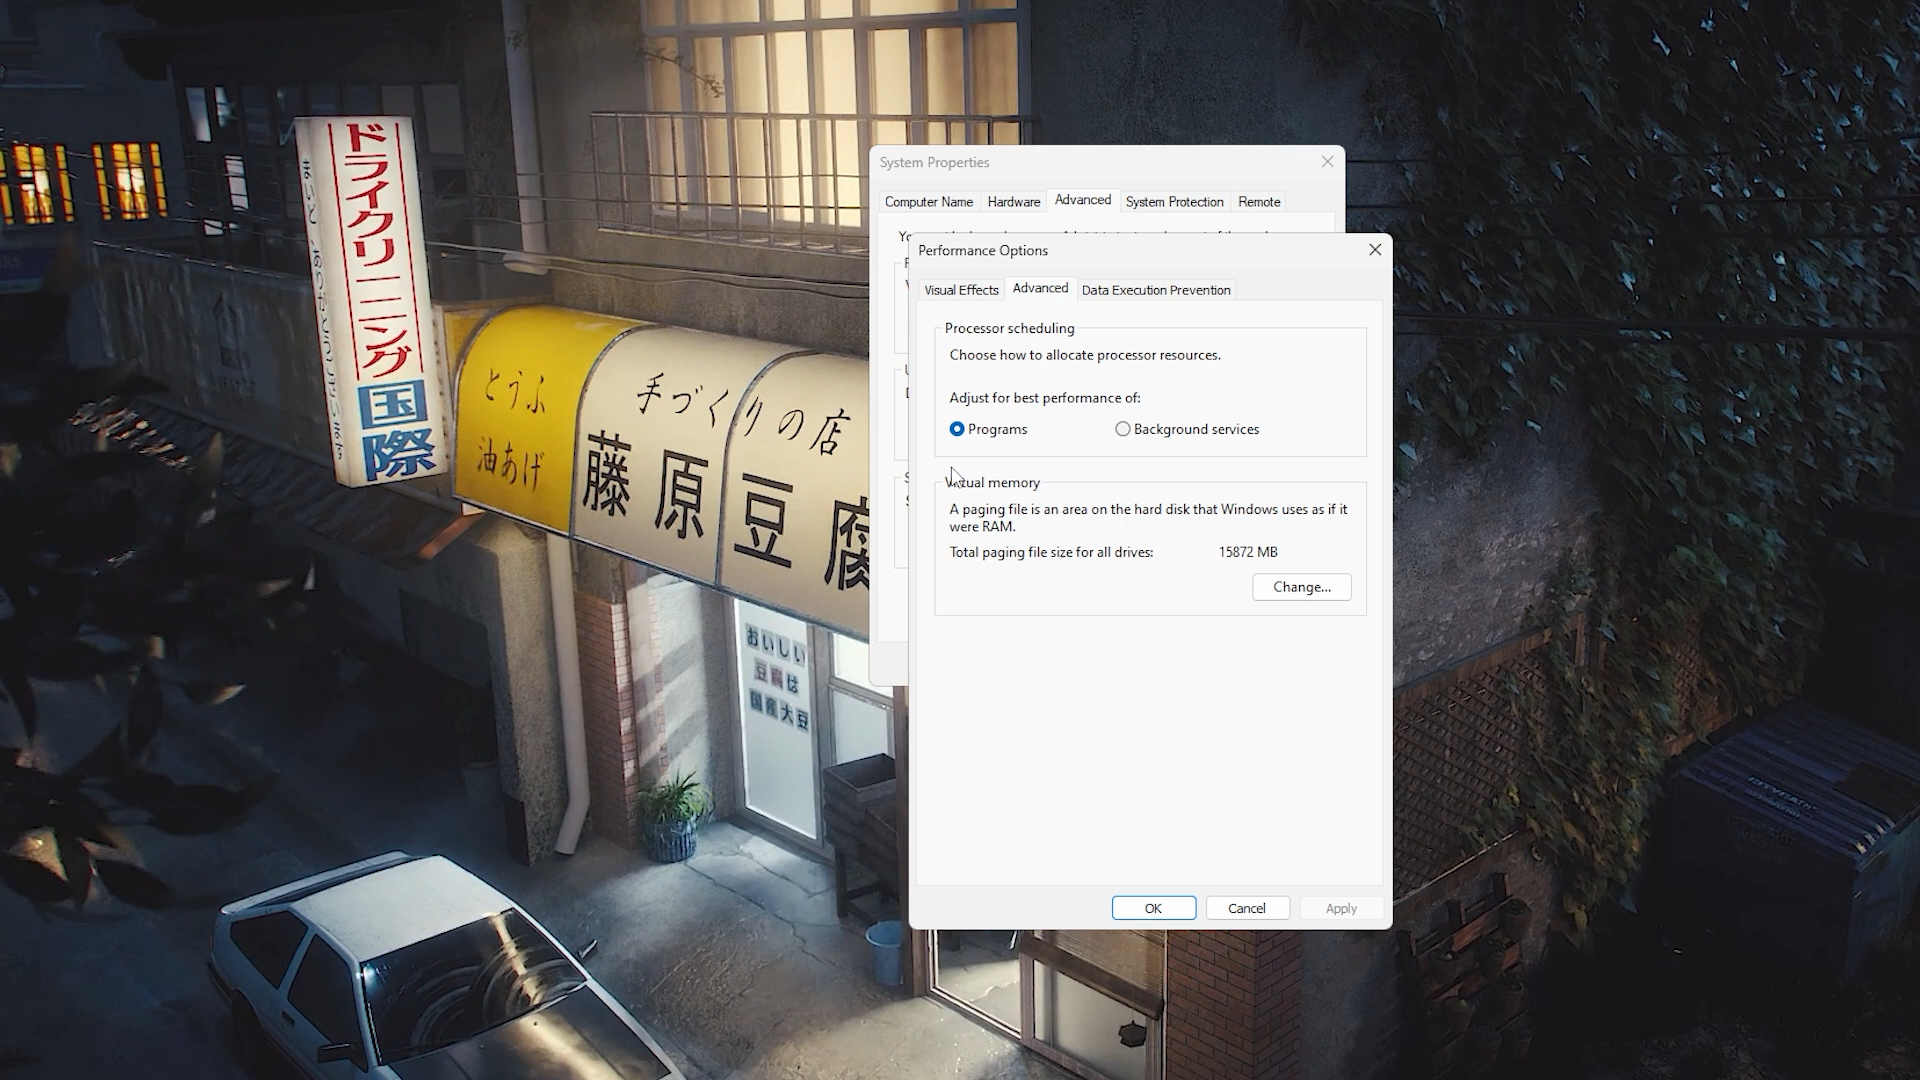 ドライクリーニング
国際
とうふ
油あげ
手づくりの店
藤原豆腐
おいしい
豆腐は
国産大豆
System Properties
Computer Name
Hardware
Advanced
System Protection
Remote
Performance Options
Visual Effects
Advanced
Data Execution Prevention
Processor scheduling
Choose how to allocate processor resources.
Adjust for best performance of:
Programs
Background services
Virtual memory
A paging file is an area on the hard disk that Windows uses as if it
were RAM.
Total paging file size for all drives:
15872 MB
Change...
OK
Cancel
Apply